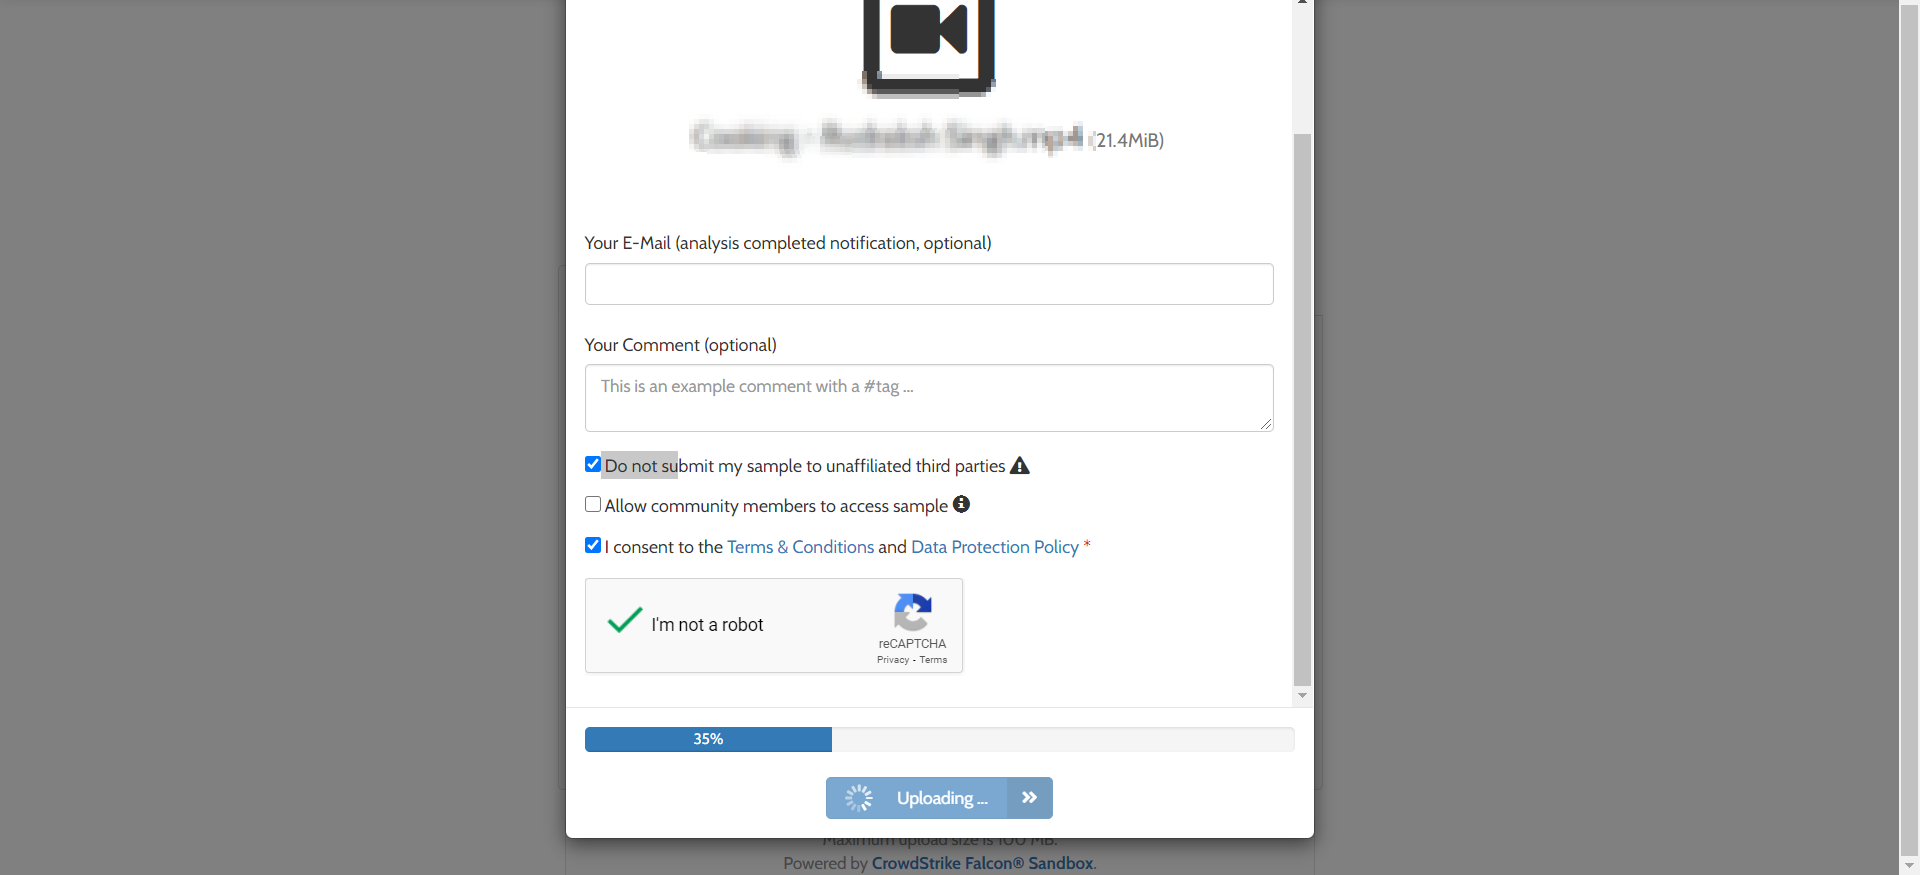 (21.4MiB)
Your E-Mail (analysis completed notification, optional)
Your Comment (optional)
This is an example comment with a #tag ...
Do not submit my sample to unaffiliated third parties
Allow community members to access sample
I consent to the Terms & Conditions and Data Protection Policy *
I'm not a robot
reCAPTCHA
Privacy - Terms
35%
Uploading ...
Maximum upload size is 100 MB.
Powered by CrowdStrike Falcon® Sandbox.